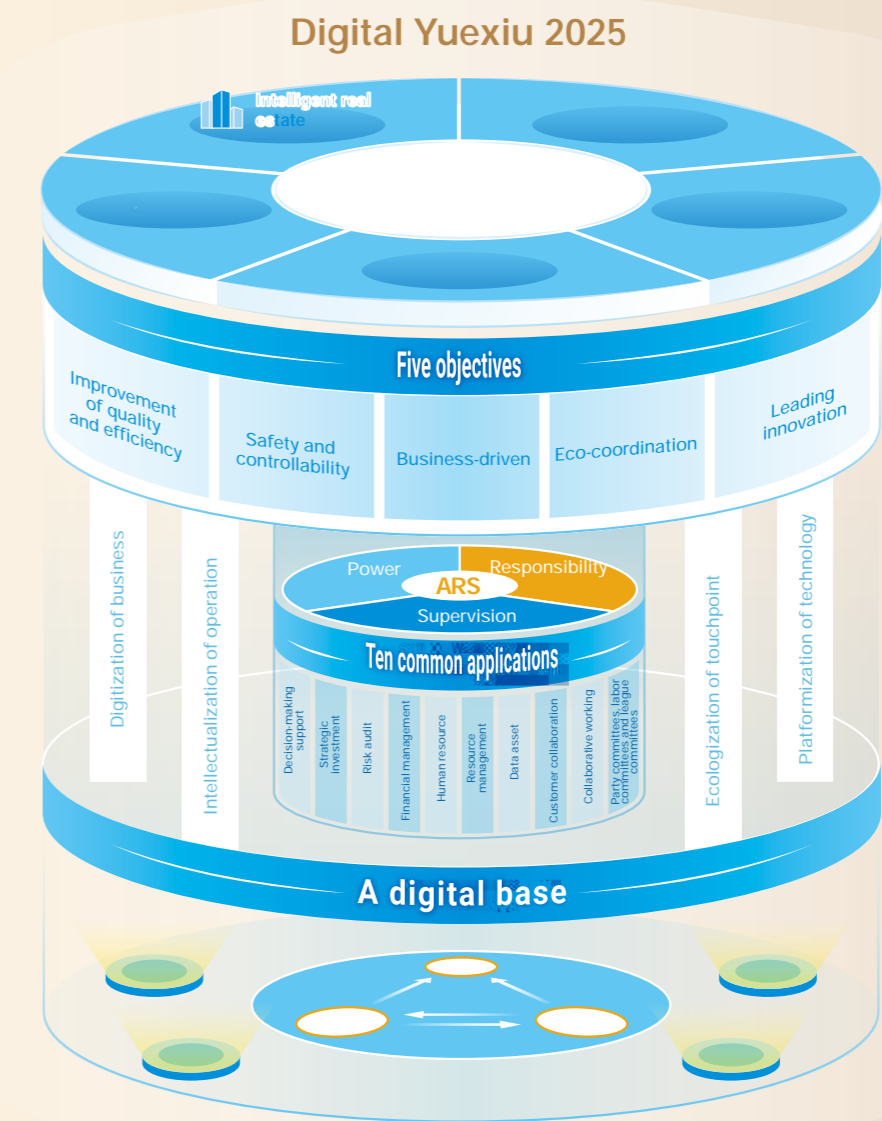 Digital Yuexiu 2025
Intelligent real
estate
Five objectives
Improvement
of quality
and efficiency
Safety and
controllability
Business-driven
Eco-coordination
Leading
innovation
Digitization of business
Intellectualization of operation
Power
Responsibility
ARS
Supervision
Ten common applications
Decision-making
support
Strategic
investment
Risk audit
Financial management
Human resource
Resource
management
Data asset
Customer collaboration
Collaborative working
Party committees, labor
committees and league
committees
Ecologization of touchpoint
Platformization of technology
A digital base